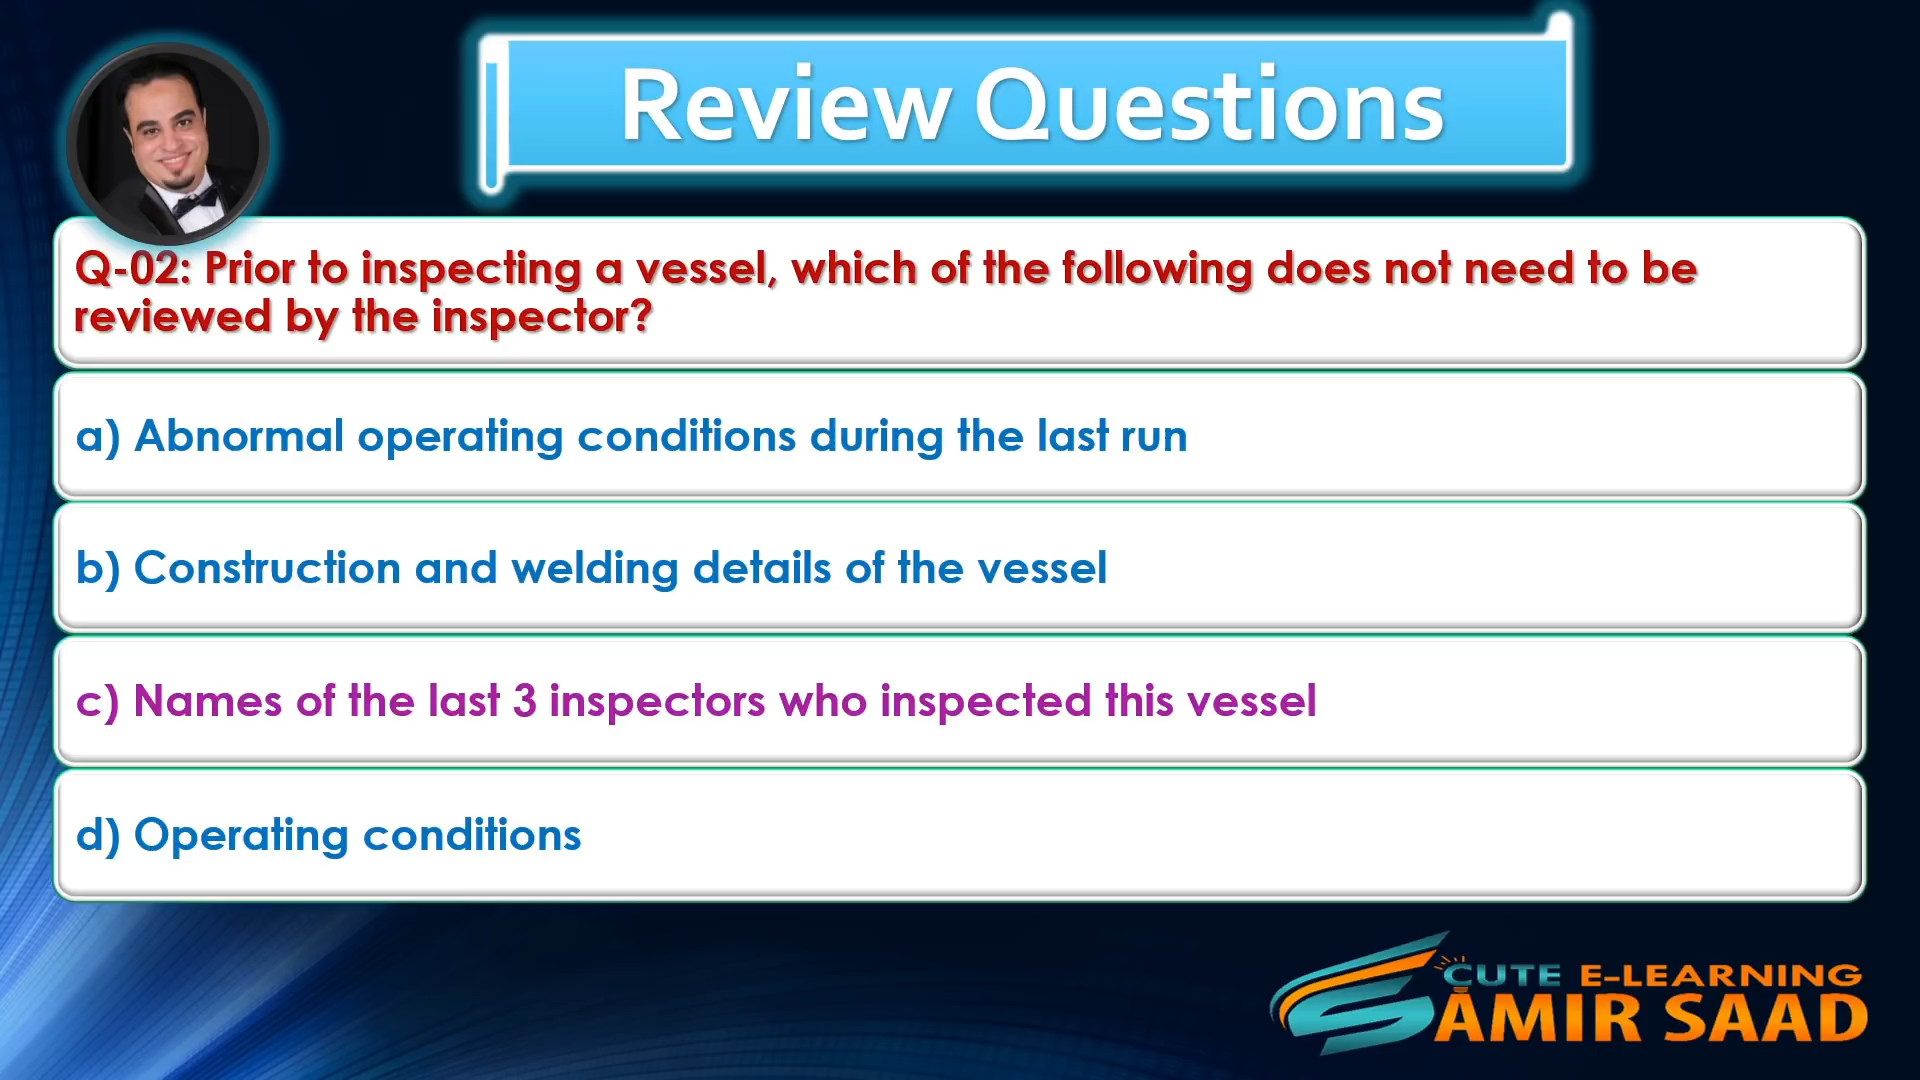 Review Questions
Q-02: Prior to inspecting a vessel, which of the following does not need to be
reviewed by the inspector?
a) Abnormal operating conditions during the last run
b) Construction and welding details of the vessel
c) Names of the last 3 inspectors who inspected this vessel
d) Operating conditions
CUTE E-LEARNING
AMIR SAAD